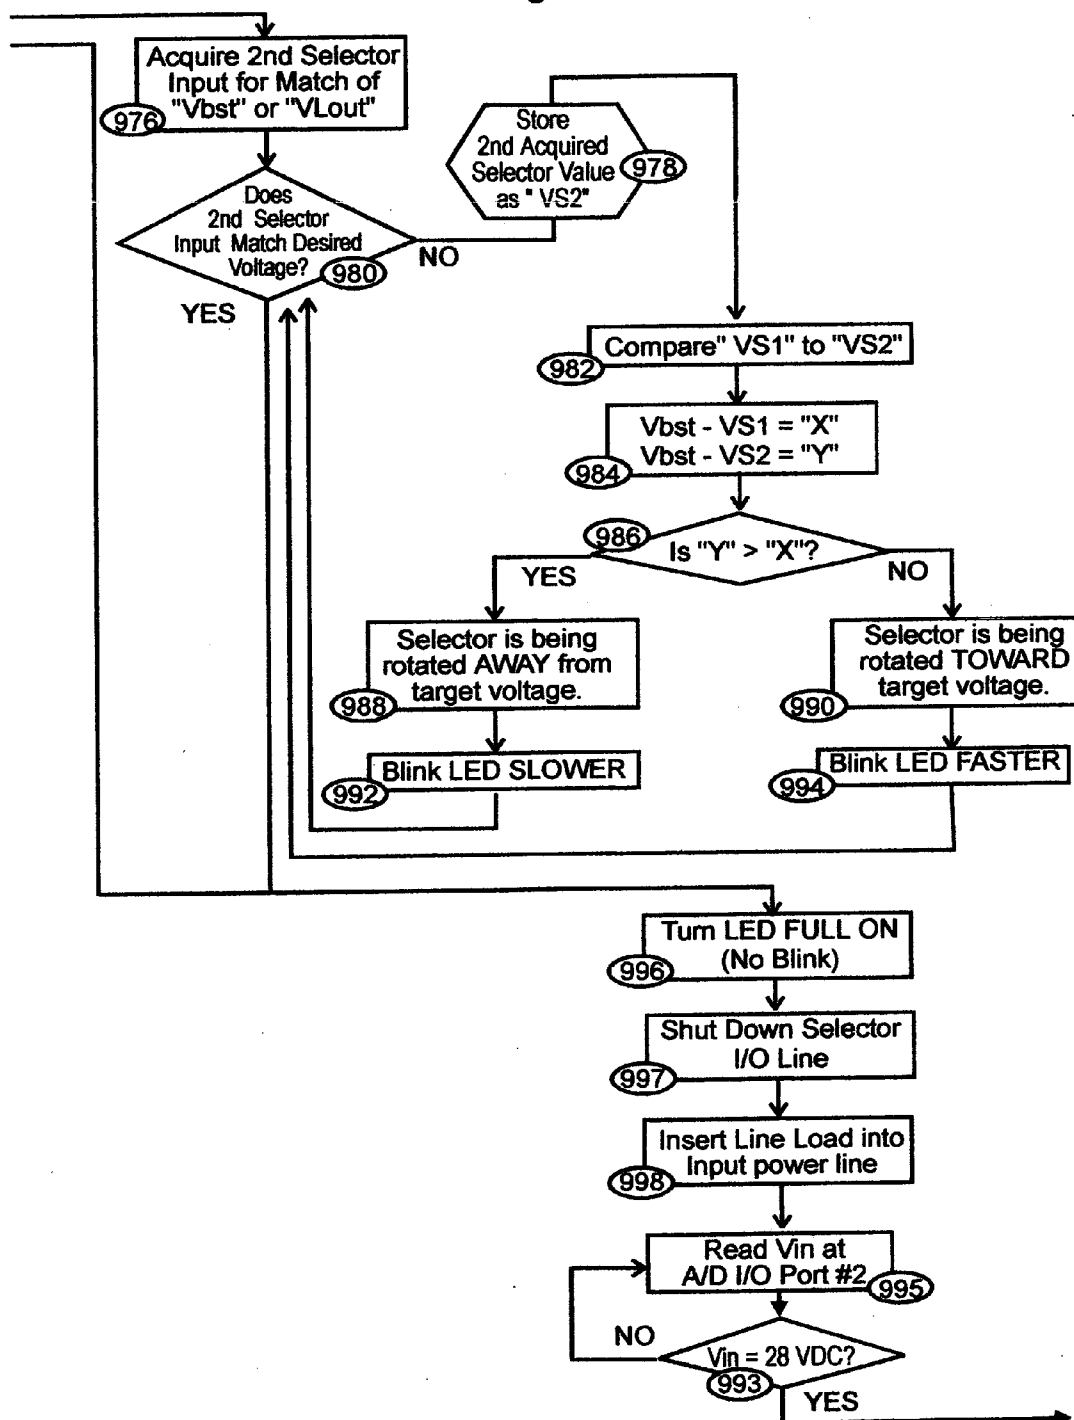 Acquire 2nd Selector
Input for Match of
"Vbst" or "VLout"
976
Does
2nd Selector
Input Match Desired
Voltage?
980
NO
YES
Store
2nd Acquired
Selector Value
as " VS2"
978
Compare" VS1" to "VS2"
982
Vbst - VS1 = "X"
Vbst - VS2 = "Y"
984
986
Is "Y" > "X"?
YES
NO
Selector is being
rotated AWAY from
target voltage.
988
Selector is being
rotated TOWARD
target voltage.
990
Blink LED SLOWER
992
Blink LED FASTER
994
Turn LED FULL ON
(No Blink)
996
Shut Down Selector
I/O Line
997
Insert Line Load into
Input power line
998
Read Vin at
A/D I/O Port #2
995
NO
Vin = 28 VDC?
993
YES